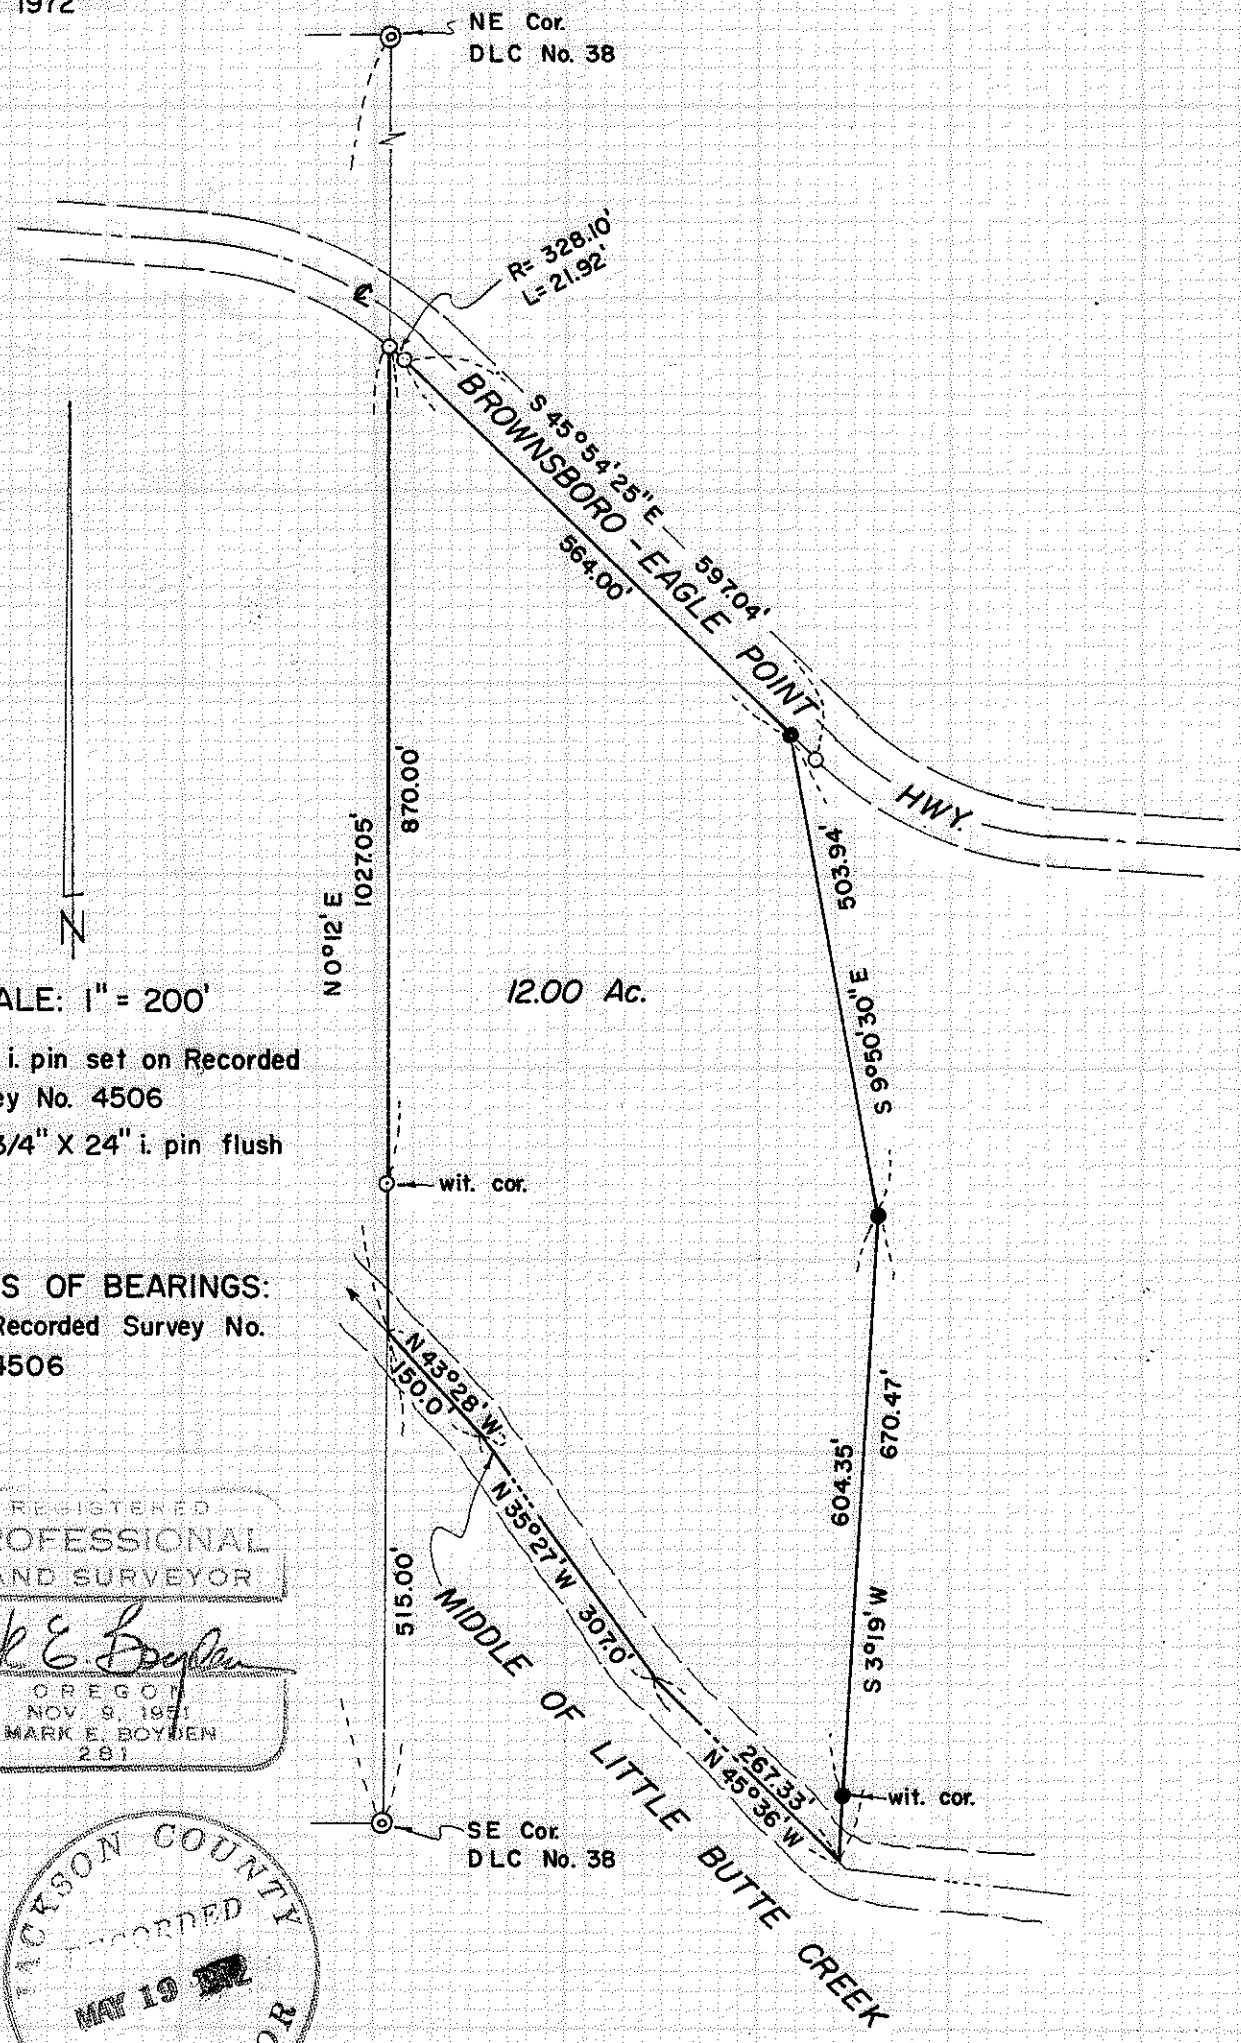 1972
NE Cor.
DLC No. 38
R= 328.10'
L= 21.92'
℄
S 45°54'25" E 597.04'
BROWNSBORO - EAGLE POINT HWY.
564.00'
870.00'
N 0°12' E 1027.05'
503.94'
S 9°50'30" E
N
12.00 Ac.
ALE: 1" = 200'
i. pin set on Recorded
ey No. 4506
3/4" X 24" i. pin flush
wit. cor.
S OF BEARINGS:
Recorded Survey No.
4506
N 43°28' W
150.0'
N 35°27' W 307.0'
670.47'
604.35'
S 3°19' W
515.00'
MIDDLE OF LITTLE BUTTE CREEK
267.33'
N 45°36' W
wit. cor.
REGISTERED
ROFESSIONAL
AND SURVEYOR
E. Boyden
OREGON
NOV. 9, 1951
MARK E. BOYDEN
281
SE Cor.
DLC No. 38
JACKSON COUNTY
RECORDED
MAY 19 1972
OR